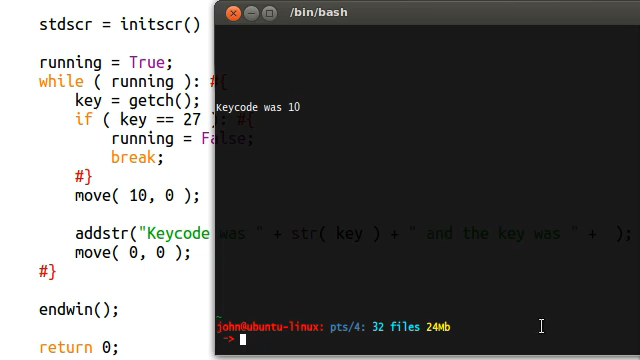 stdscr = initscr()
/bin/bash
running = True;
while ( running ): #{
key = getch();
Keycode was 10
if ( key == 27 ): #{
running = False;
break;
#}
move( 10, 0 );
addstr("Keycode was " + str( key ) + " and the key was " +  );
move( 0, 0 );
#}
endwin();
~
john@ubuntu-linux: pts/4: 32 files 24Mb
->
return 0;